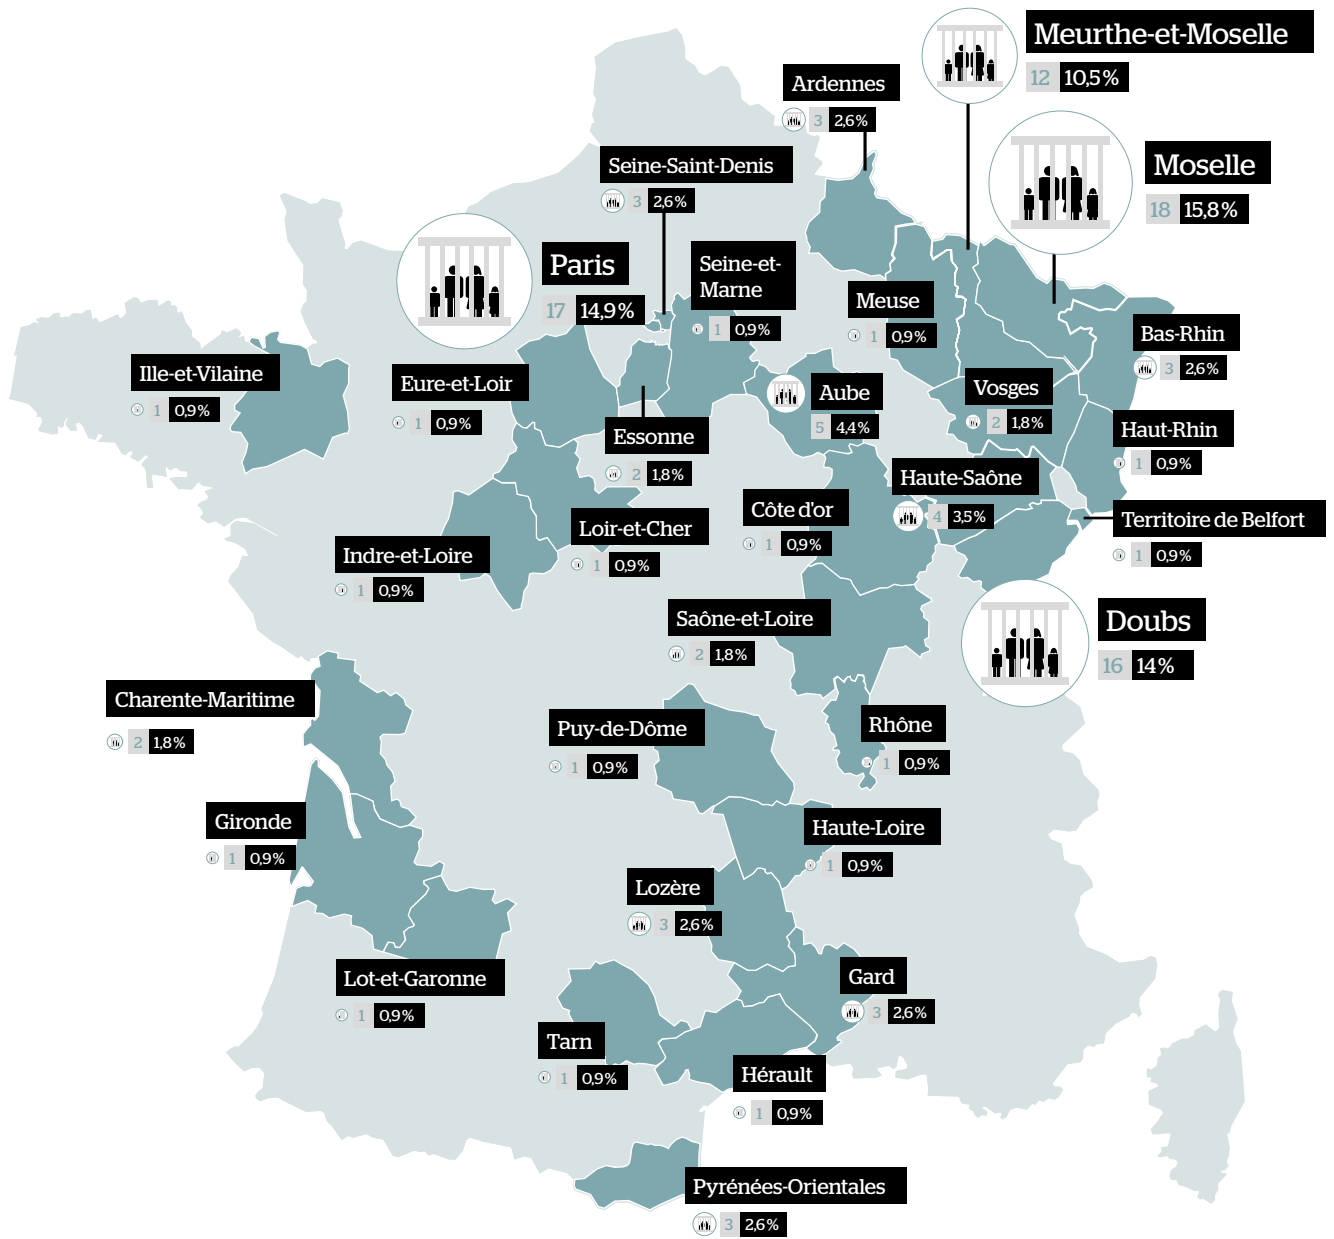 Meurthe-et-Moselle
12 10,5%
Ardennes
3 2,6%
Moselle
18 15,8%
Seine-Saint-Denis
3 2,6%
Paris
17 14,9%
Seine-et-
Marne
1 0,9%
Meuse
1 0,9%
Bas-Rhin
3 2,6%
Ille-et-Vilaine
1 0,9%
Eure-et-Loir
1 0,9%
Aube
5 4,4%
Vosges
2 1,8%
Haut-Rhin
1 0,9%
Essonne
2 1,8%
Haute-Saône
4 3,5%
Côte d'or
1 0,9%
Territoire de Belfort
1 0,9%
Loir-et-Cher
1 0,9%
Indre-et-Loire
1 0,9%
Saône-et-Loire
2 1,8%
Doubs
16 14%
Charente-Maritime
2 1,8%
Puy-de-Dôme
1 0,9%
Rhône
1 0,9%
Gironde
1 0,9%
Haute-Loire
1 0,9%
Lozère
3 2,6%
Lot-et-Garonne
1 0,9%
Gard
3 2,6%
Tarn
1 0,9%
Hérault
1 0,9%
Pyrénées-Orientales
3 2,6%